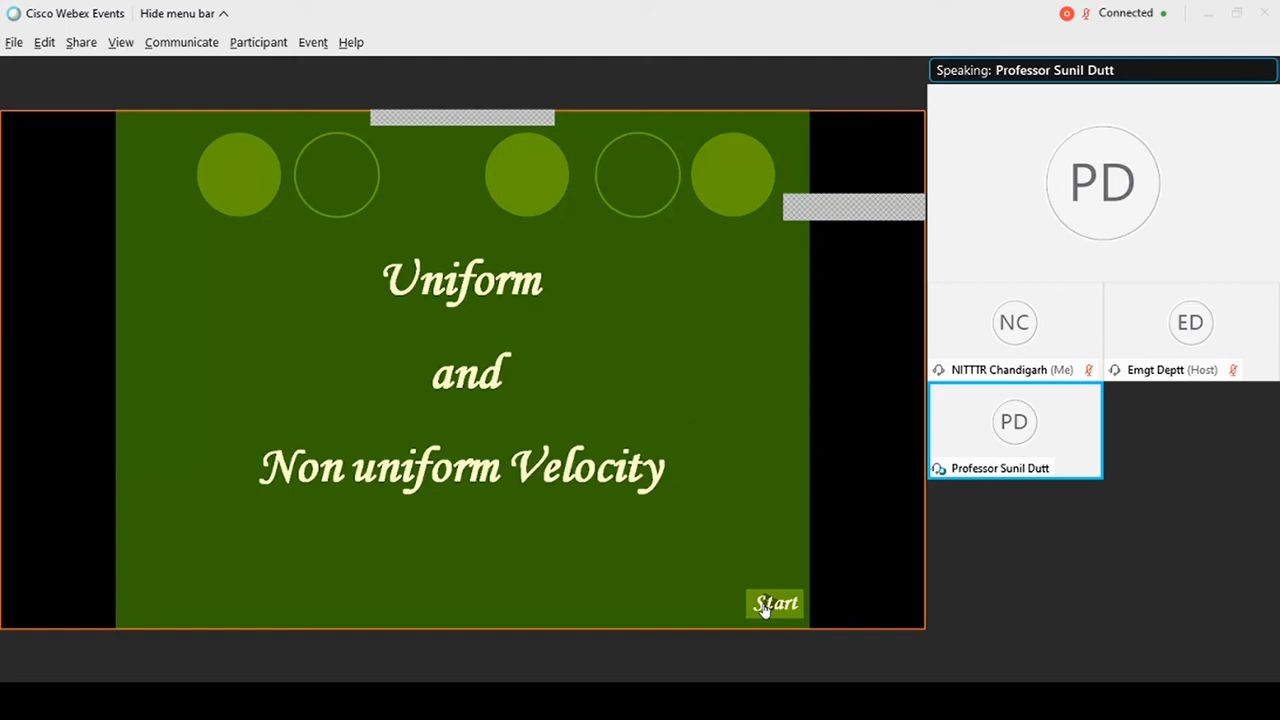 Cisco Webex Events Hide menu bar Connected
File Edit Share View Communicate Participant Event Help
Speaking: Professor Sunil Dutt
PD
Uniform
and
Non uniform Velocity
Start
NC ED
NITTTR Chandigarh (Me) Emgt Deptt (Host)
PD
Professor Sunil Dutt